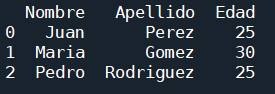 Nombre Apellido Edad
0 Juan Perez 25
1 Maria Gomez 30
2 Pedro Rodriguez 25